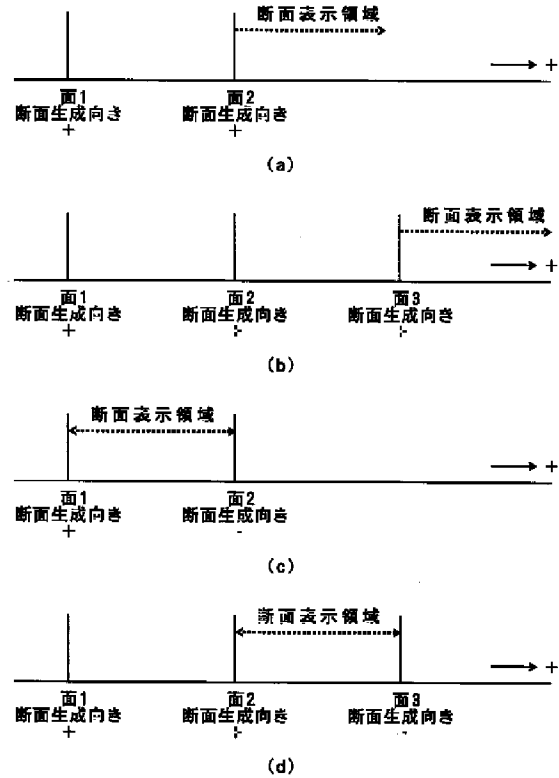 断面表示領域
+
面1 面2
断面生成向き 断面生成向き
+ +
(a)
断面表示領域
+
面1 面2 面3
断面生成向き 断面生成向き 断面生成向き
+ + +
(b)
断面表示領域
+
面1 面2
断面生成向き 断面生成向き
+ -
(c)
断面表示領域
+
面1 面2 面3
断面生成向き 断面生成向き 断面生成向き
+ + -
(d)